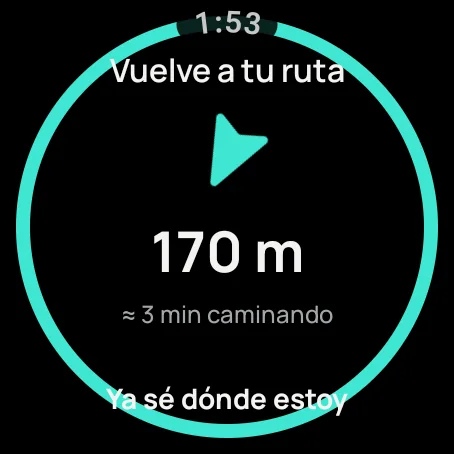 1:53
Vuelve a tu ruta
170 m
≈ 3 min caminando
Ya sé dónde estoy